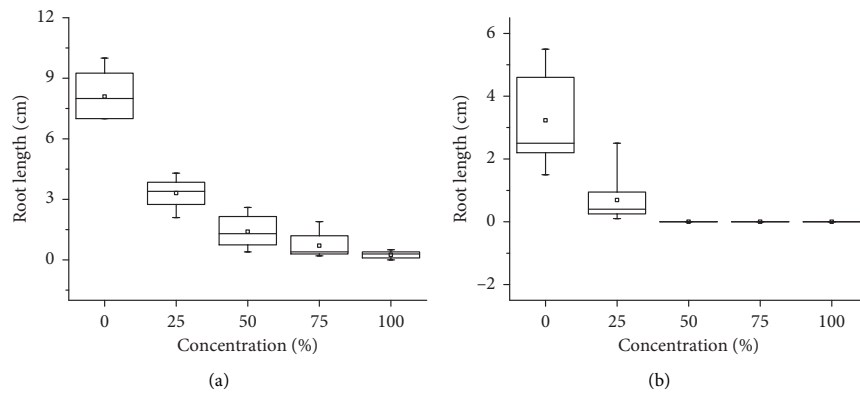 12
9
6
3
0
Root length (cm)
0 25 50 75 100
Concentration (%)
(a)
6
4
2
0
–2
Root length (cm)
0 25 50 75 100
Concentration (%)
(b)